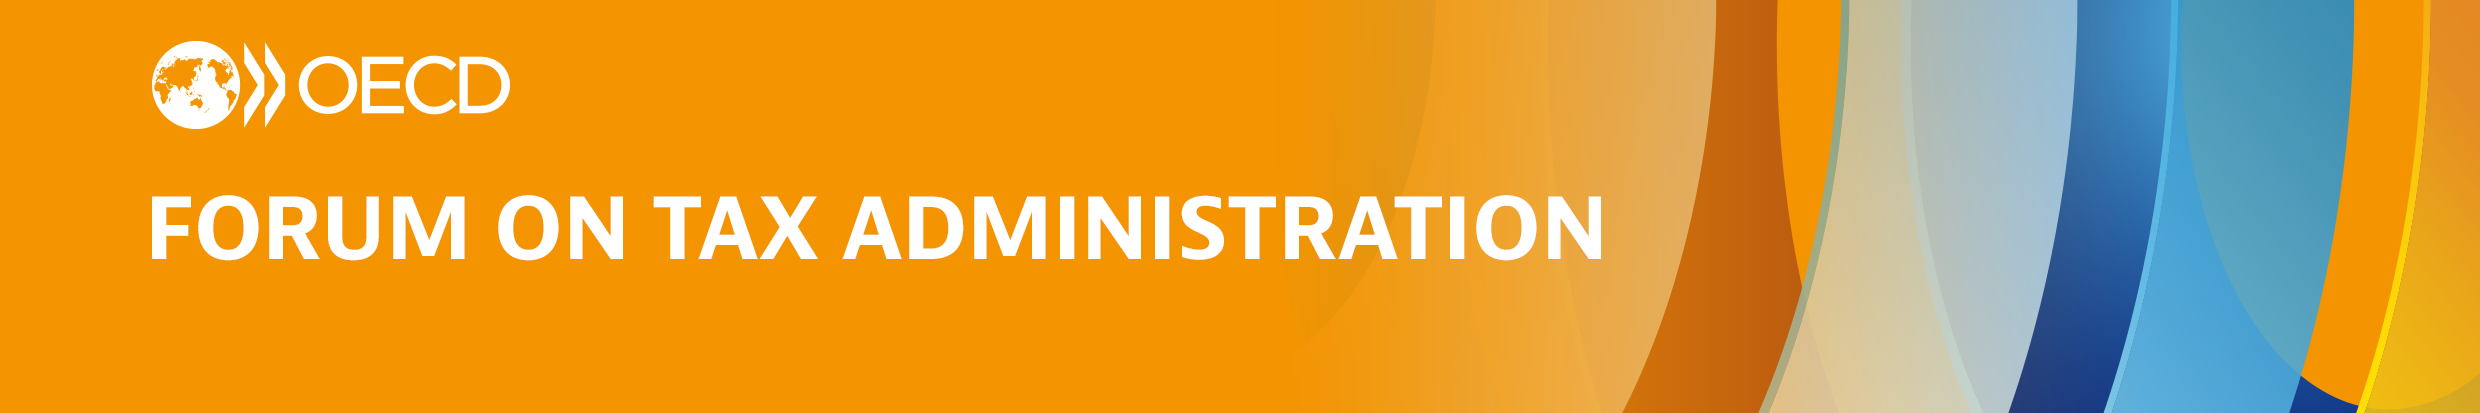 OECD
FORUM ON TAX ADMINISTRATION